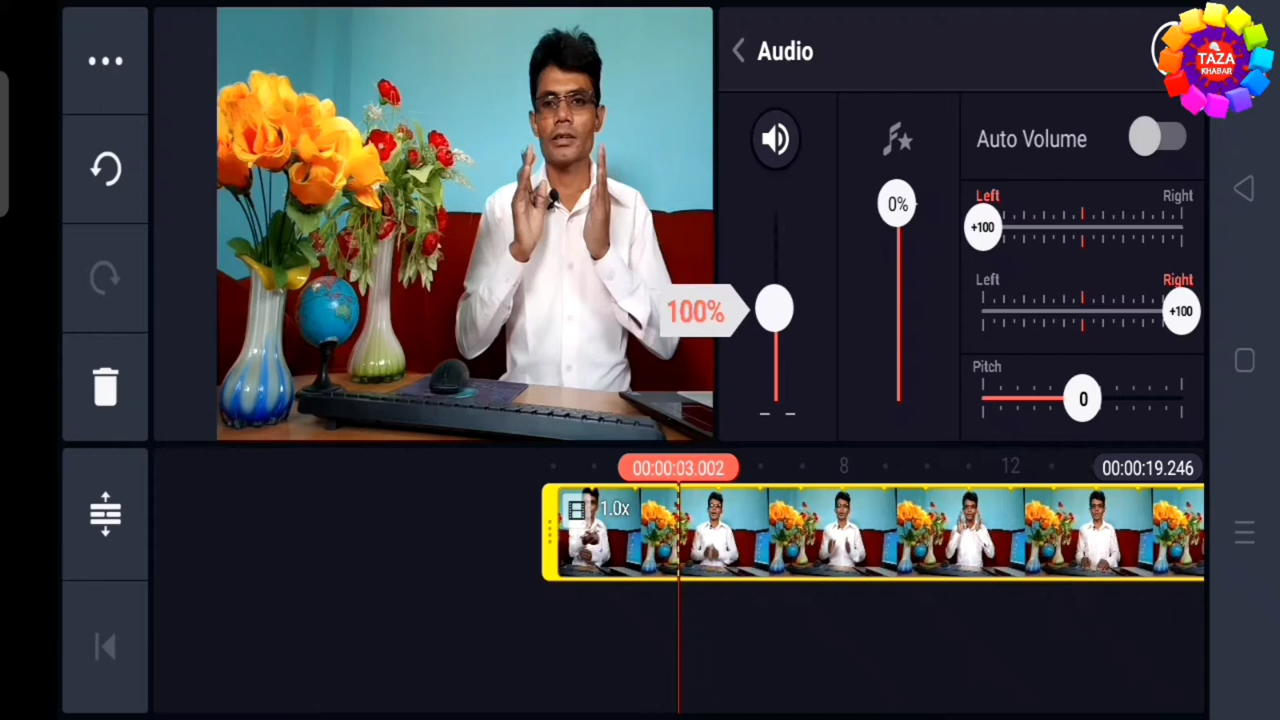 Audio
TAZA
KHABAR
Auto Volume
0%
Left Right
+100
100%
Left Right
+100
Pitch
0
00:00:03.002
8
12
00:00:19.246
1.0x